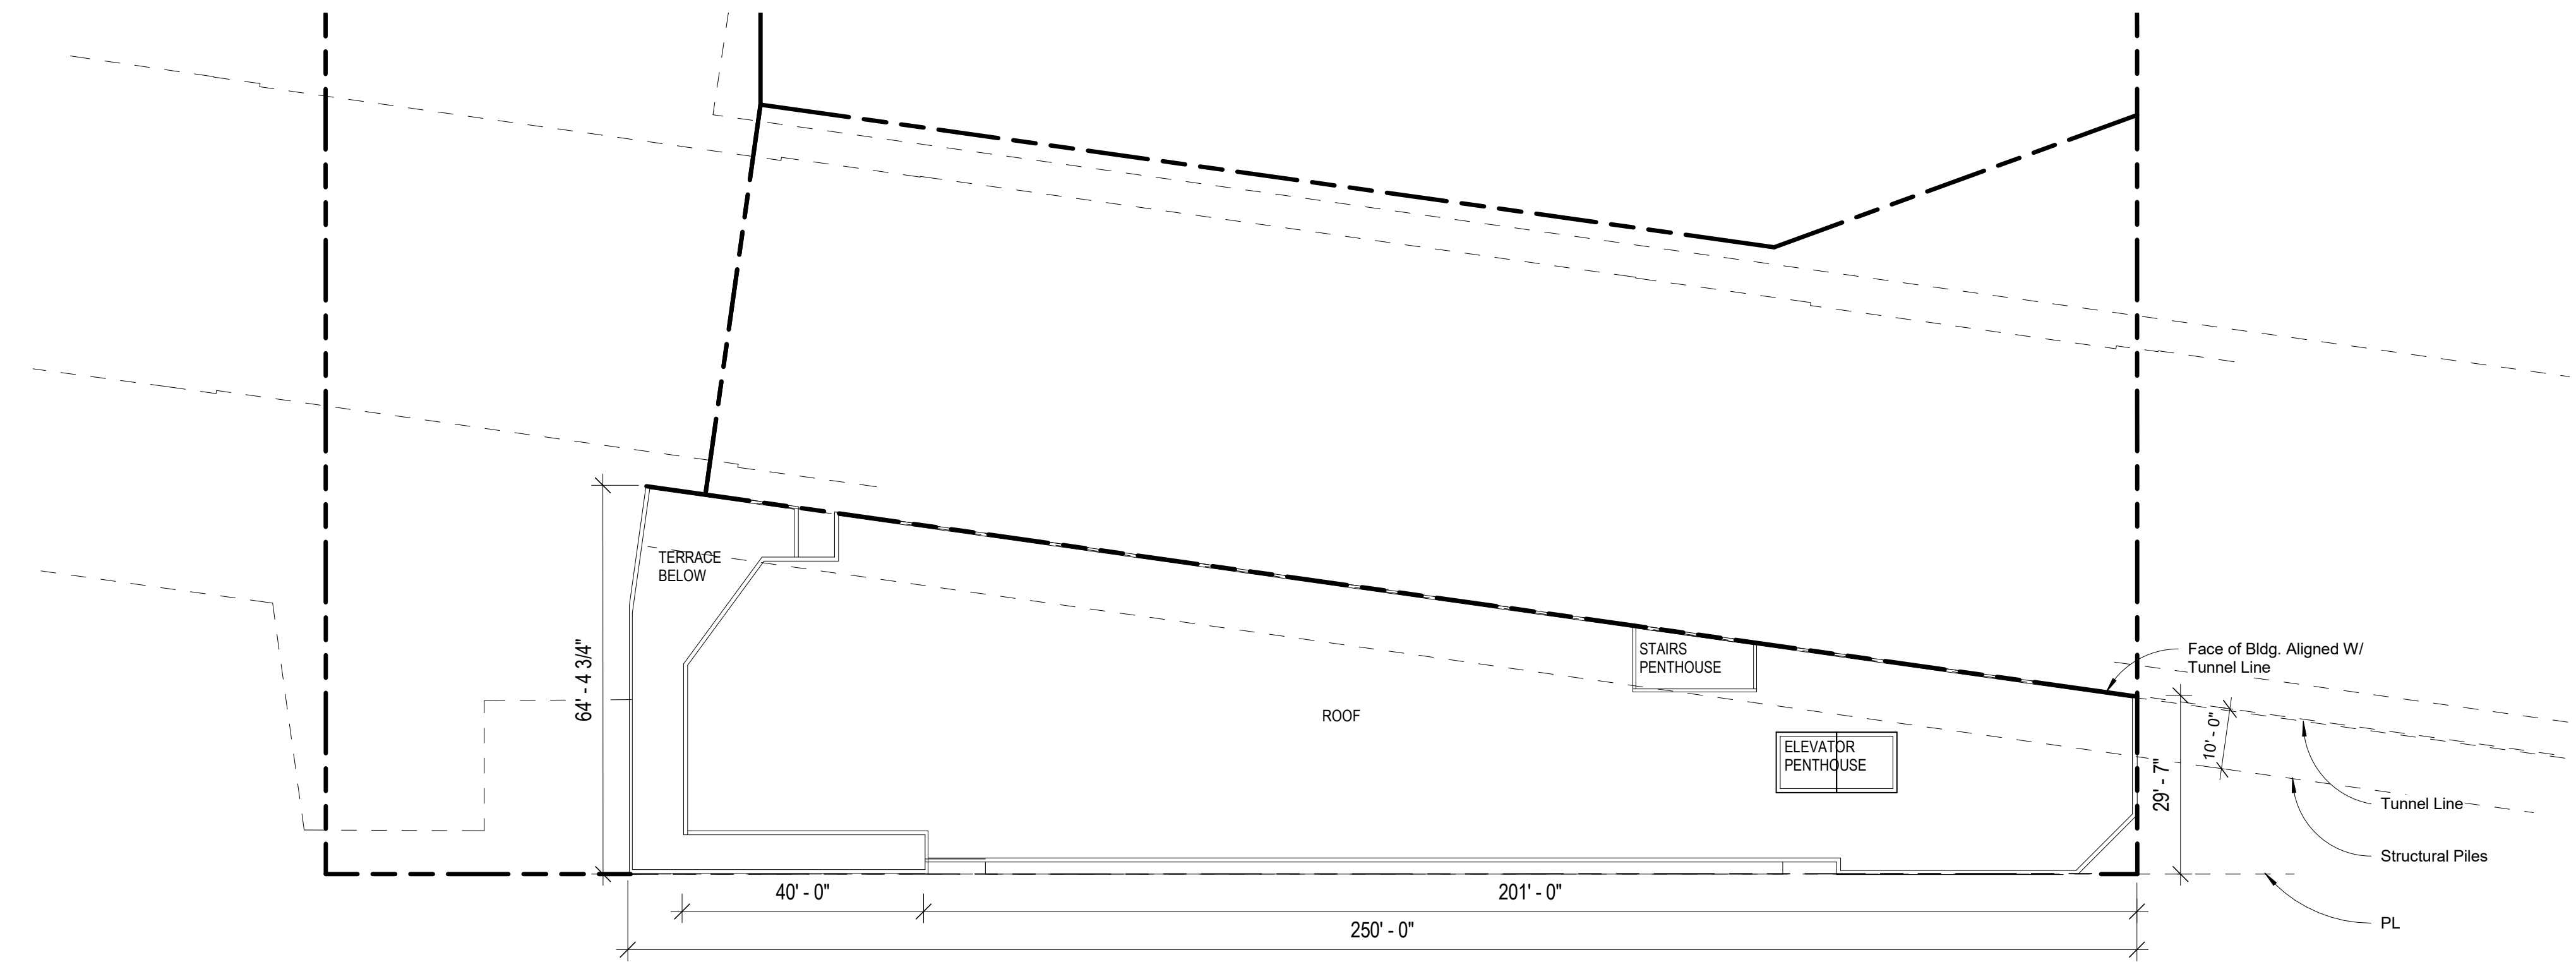 TERRACE
BELOW
64' - 4 3/4"
STAIRS
PENTHOUSE
Face of Bldg. Aligned W/
Tunnel Line
ROOF
10' - 0"
ELEVATOR
PENTHOUSE
29' - 7"
Tunnel Line
Structural Piles
40' - 0"
201' - 0"
PL
250' - 0"